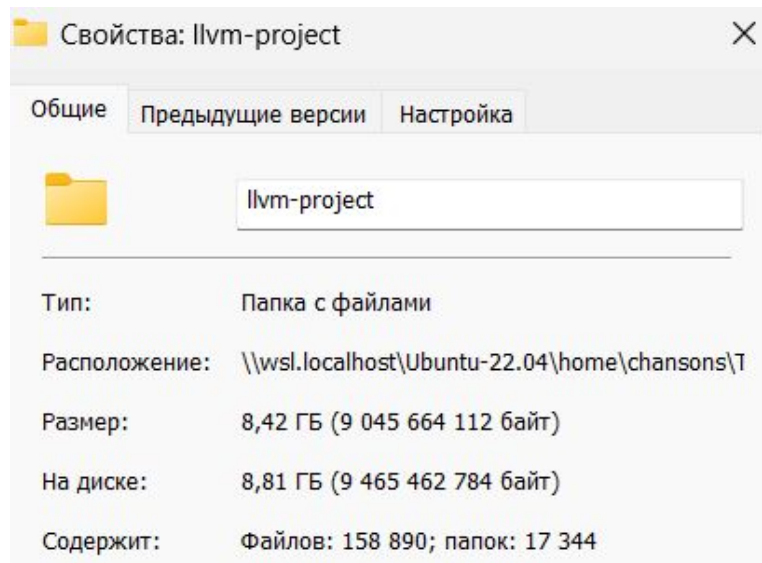 Свойства: llvm-project
Общие Предыдущие версии Настройка
llvm-project
Тип: Папка с файлами
Расположение: \\wsl.localhost\Ubuntu-22.04\home\chansons\T
Размер: 8,42 ГБ (9 045 664 112 байт)
На диске: 8,81 ГБ (9 465 462 784 байт)
Содержит: Файлов: 158 890; папок: 17 344